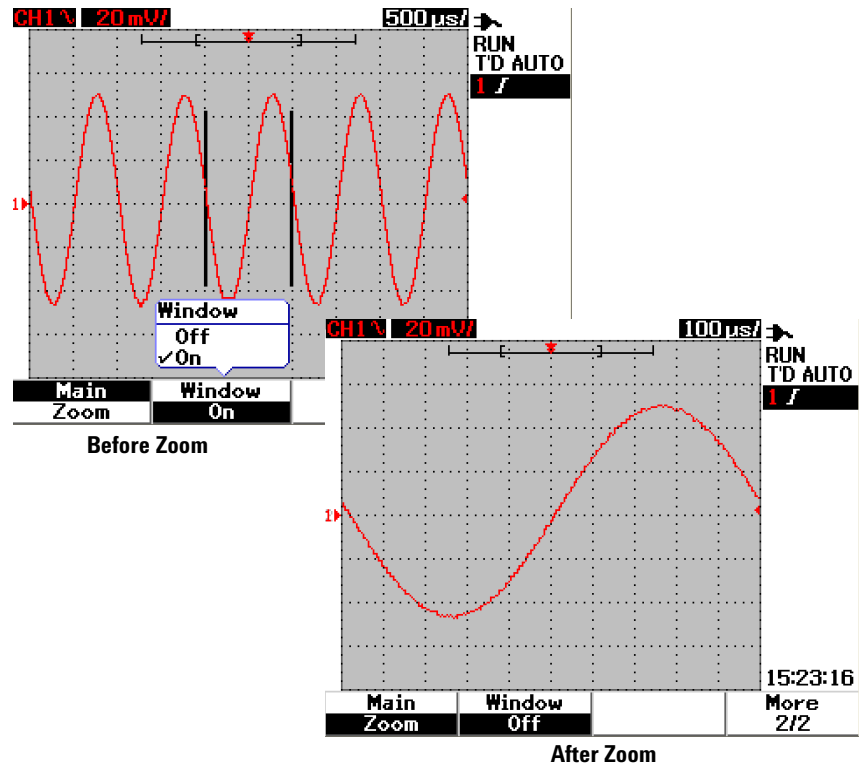 CH1 20 mV/ 500 µs/
RUN
T'D AUTO
1
1
Window
Off
✓On
Main Window
Zoom On
Before Zoom
CH1 20 mV/ 100 µs/
RUN
T'D AUTO
1
1
15:23:16
Main Window More
Zoom Off 2/2
After Zoom